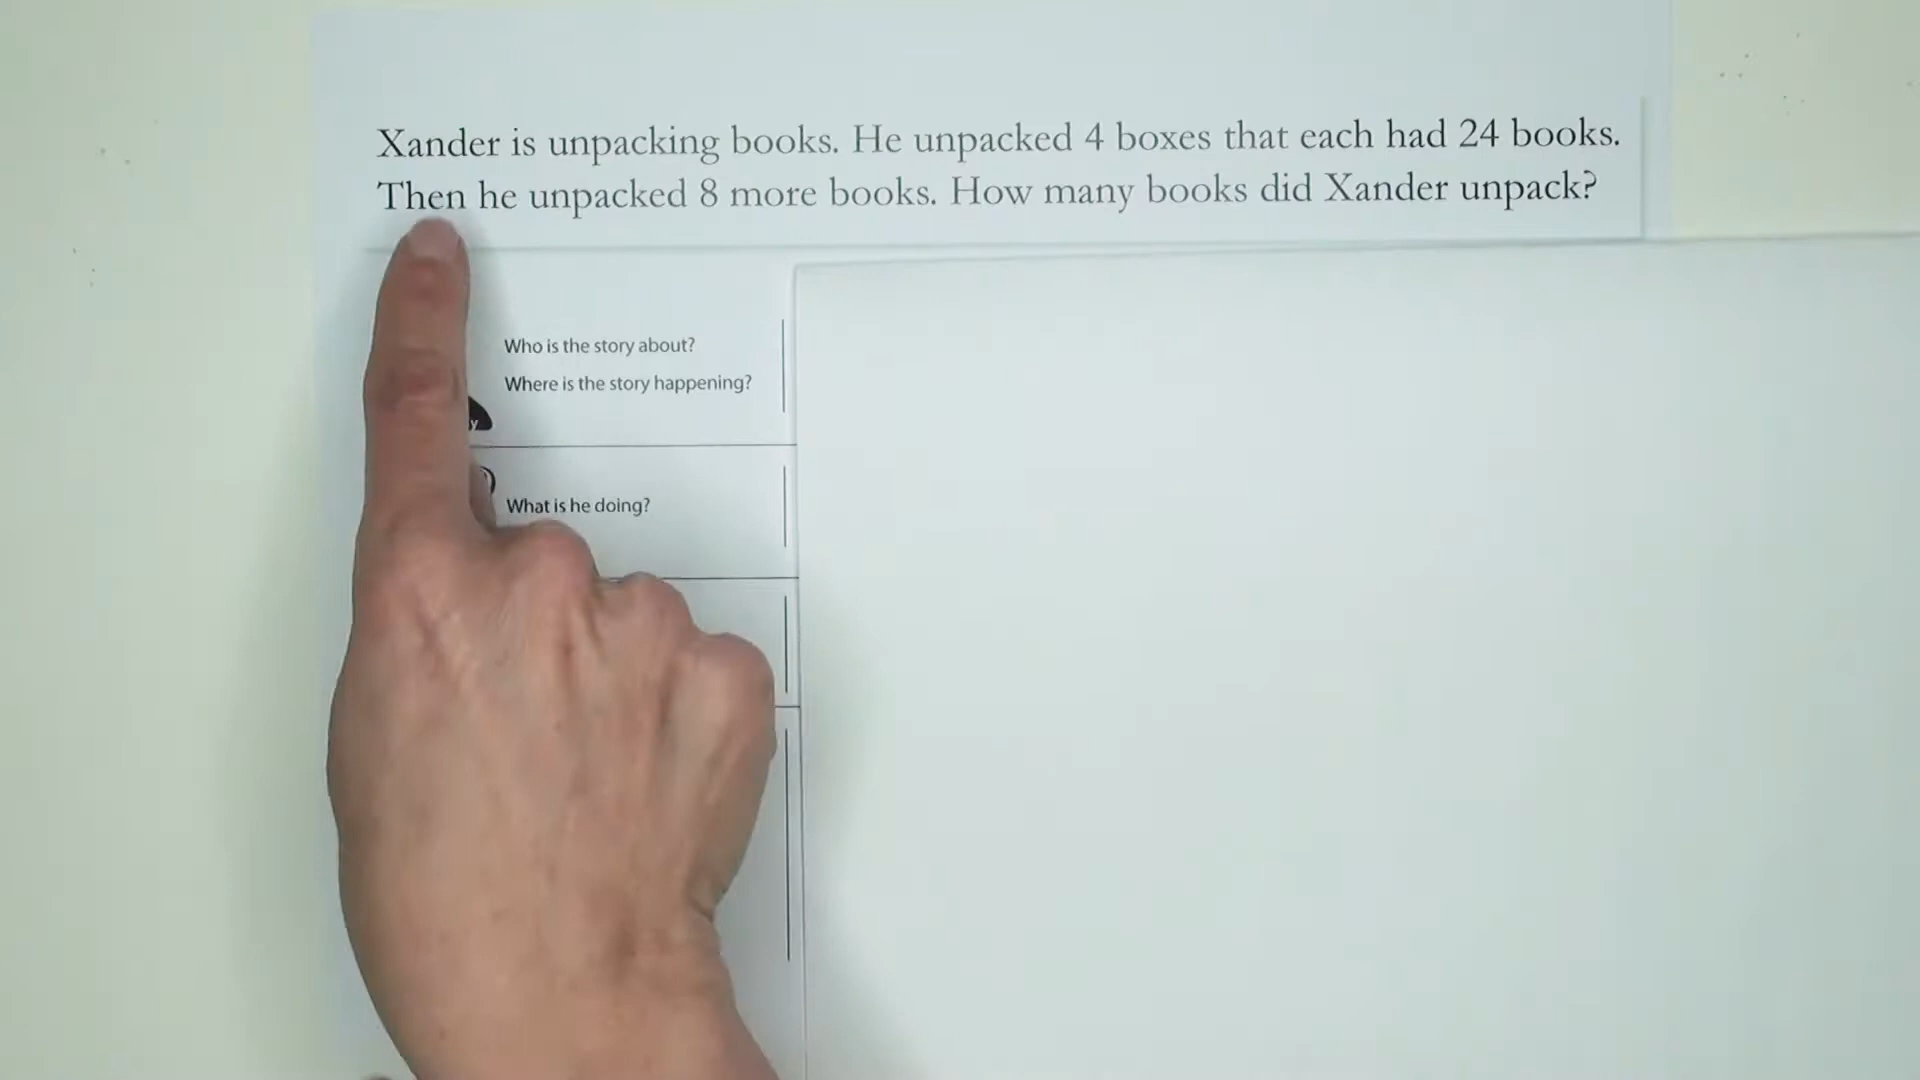 Xander is unpacking books. He unpacked 4 boxes that each had 24 books.
Then he unpacked 8 more books. How many books did Xander unpack?
Who is the story about?
Where is the story happening?
What is he doing?